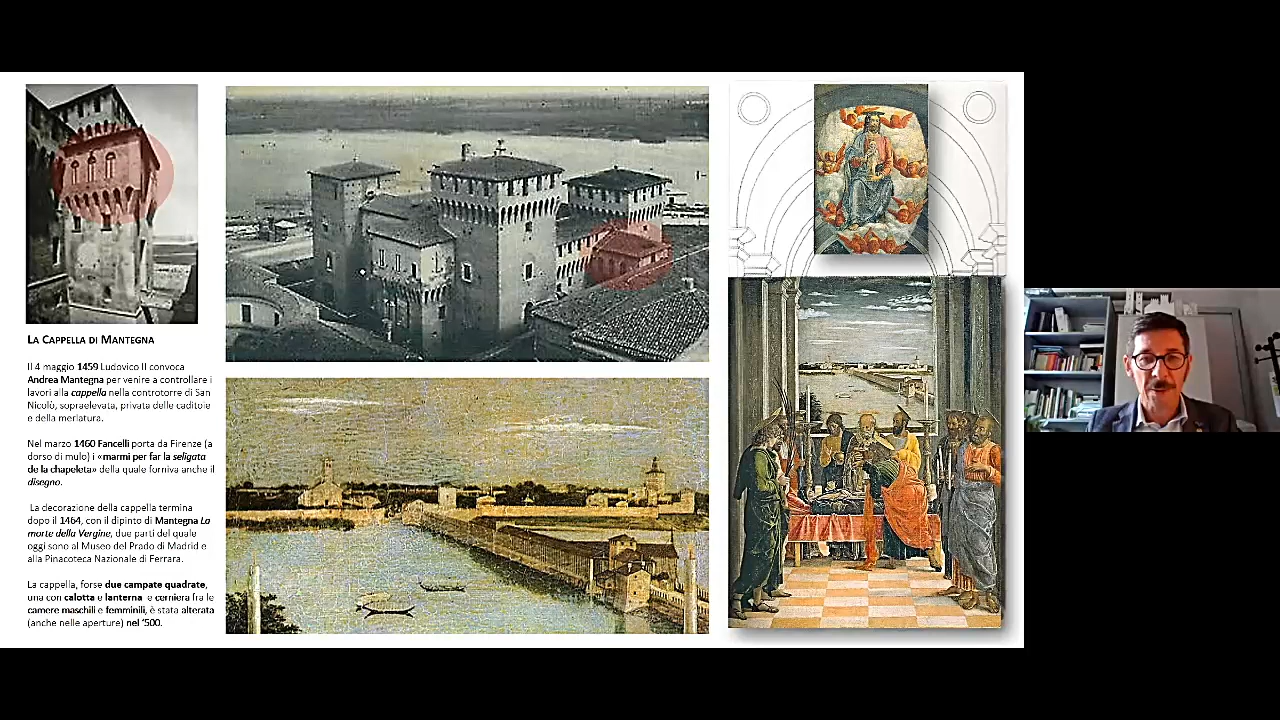 LA CAPPELLA DI MANTEGNA
Il 4 maggio 1459 Ludovico II convoca
Andrea Mantegna per venire a controllare i
lavori alla cappella nella controtorre di San
Nicolò, sopraelevata, privata delle caditoie
e della merlatura.
Nel marzo 1460 Fancelli porta da Firenze (a
dorso di mulo) i «marmi per far la seligata
de la chapeleta» della quale forniva anche il
disegno.
La decorazione della cappella termina
dopo il 1464, con il dipinto di Mantegna La
morte della Vergine, due parti del quale
oggi sono al Museo del Prado di Madrid e
alla Pinacoteca Nazionale di Ferrara.
La cappella, forse due campate quadrate,
una con calotta e lanterna e cerniera fra le
camere maschili e femminili, è stata alterata
(anche nelle aperture) nel '500.